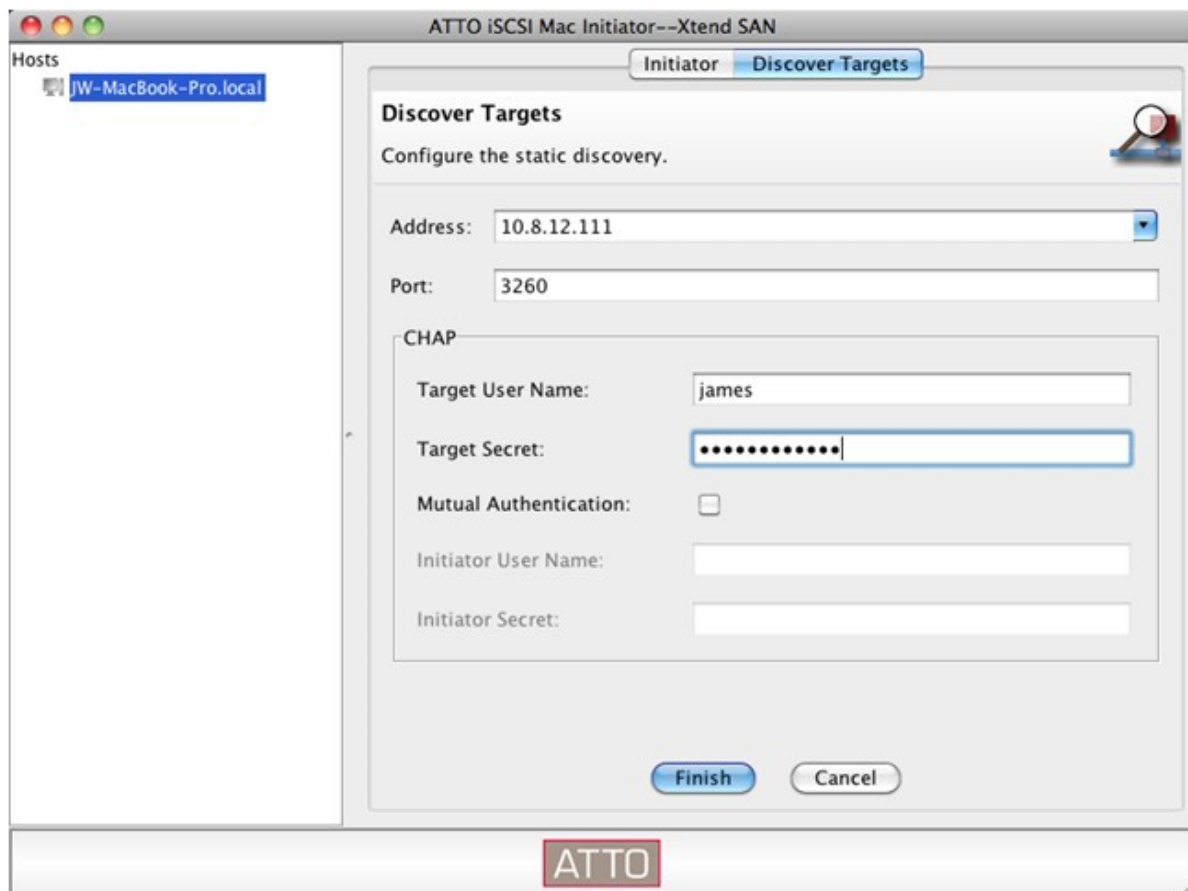 ATTO iSCSI Mac Initiator--Xtend SAN
Hosts
JW-MacBook-Pro.local
Initiator
Discover Targets
Discover Targets
Configure the static discovery.
Address: 10.8.12.111
Port: 3260
CHAP
Target User Name: james
Target Secret: ••••••••••••
Mutual Authentication:
Initiator User Name:
Initiator Secret:
Finish
Cancel
ATTO